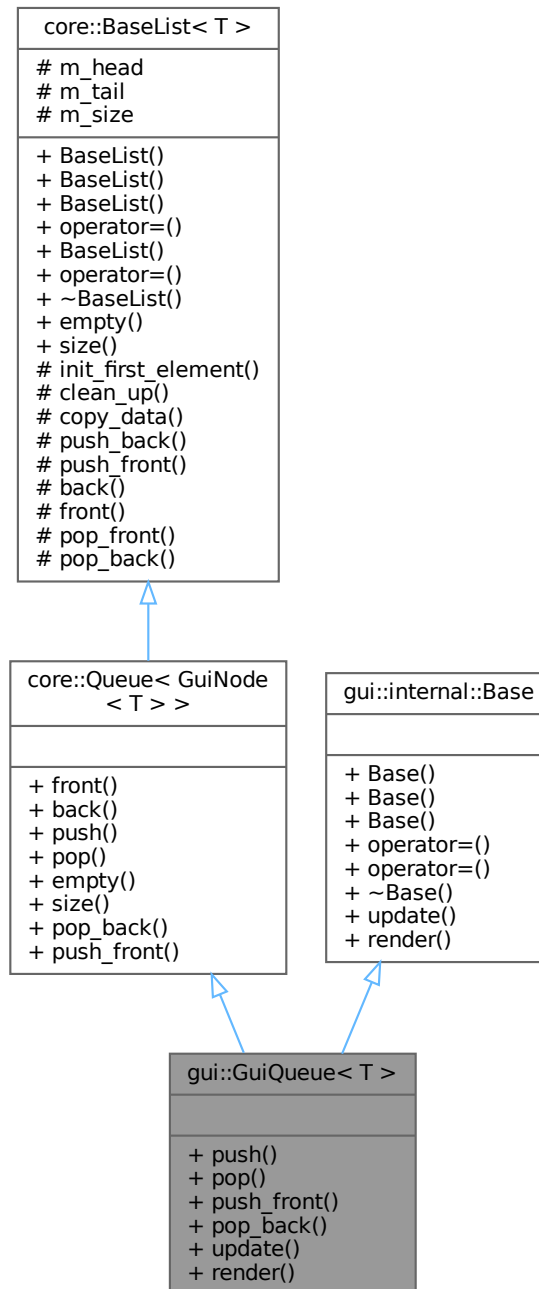 core::BaseList< T >
# m_head
# m_tail
# m_size
+ BaseList()
+ BaseList()
+ BaseList()
+ operator=()
+ BaseList()
+ operator=()
+ ~BaseList()
+ empty()
+ size()
# init_first_element()
# clean_up()
# copy_data()
# push_back()
# push_front()
# back()
# front()
# pop_front()
# pop_back()
core::Queue< GuiNode
< T > >
+ front()
+ back()
+ push()
+ pop()
+ empty()
+ size()
+ pop_back()
+ push_front()
gui::internal::Base
+ Base()
+ Base()
+ Base()
+ operator=()
+ operator=()
+ ~Base()
+ update()
+ render()
gui::GuiQueue< T >
+ push()
+ pop()
+ push_front()
+ pop_back()
+ update()
+ render()